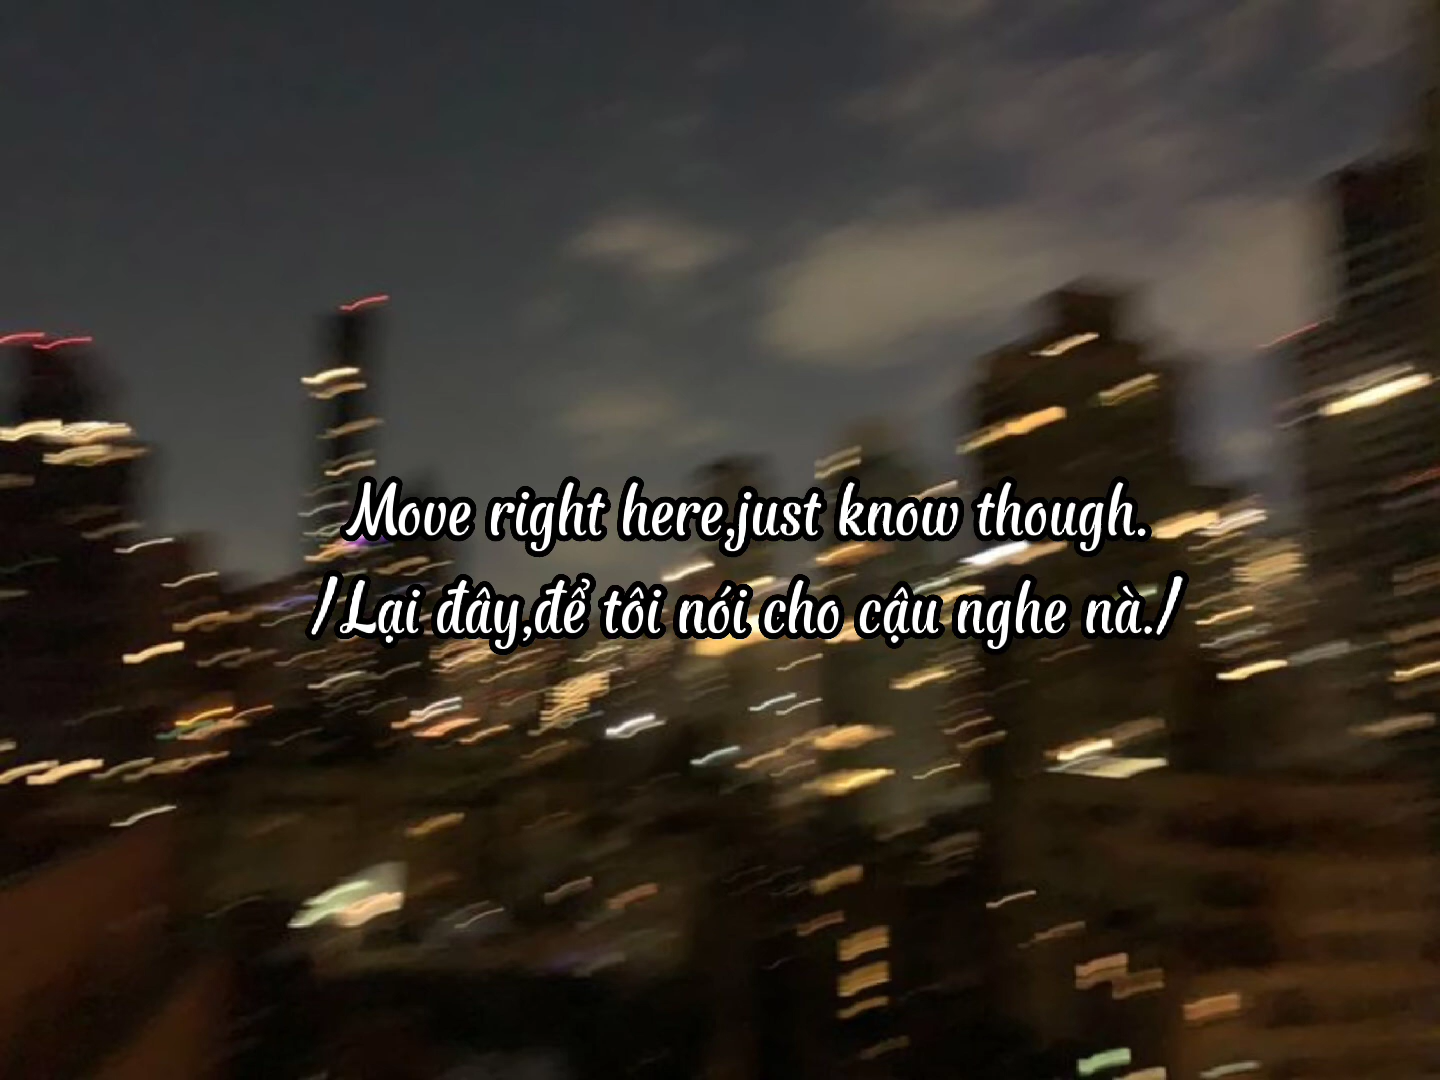 Move right here,just know though.
/Lại đây,để tôi nói cho cậu nghe nà./